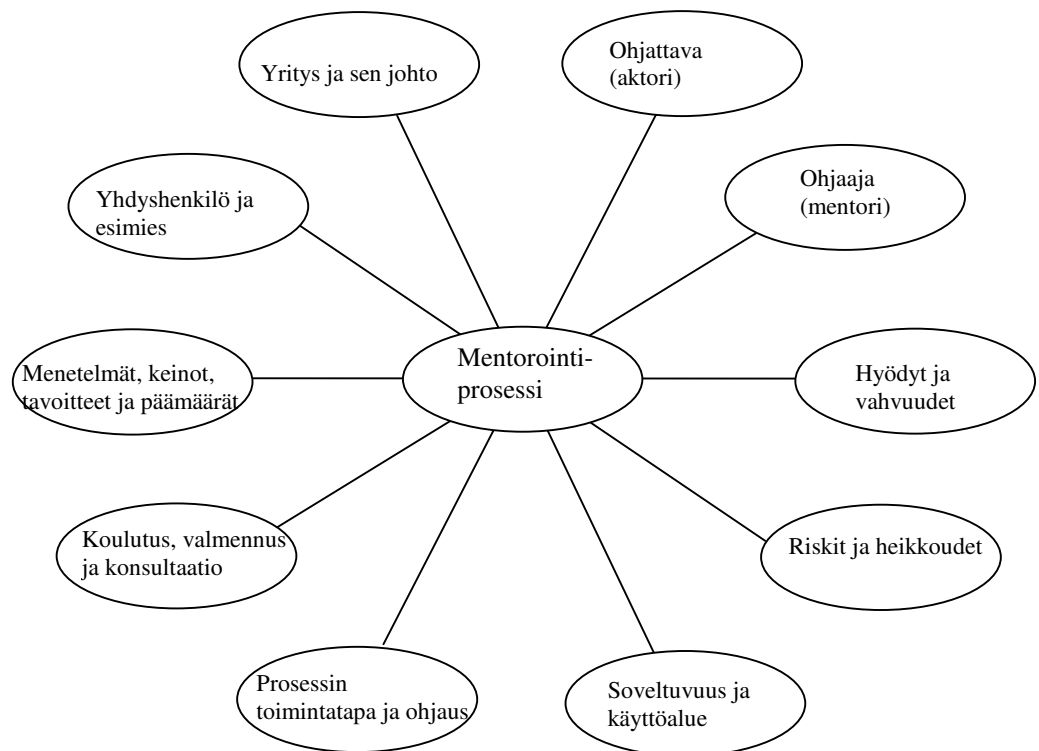 Yritys ja sen johto
Ohjattava
(aktori)
Yhdyshenkilö ja
esimies
Ohjaaja
(mentori)
Mentorointi-
prosessi
Menetelmät, keinot,
tavoitteet ja päämäärät
Hyödyt ja
vahvuudet
Koulutus, valmennus
ja konsultaatio
Riskit ja heikkoudet
Prosessin
toimintatapa ja ohjaus
Soveltuvuus ja
käyttöalue